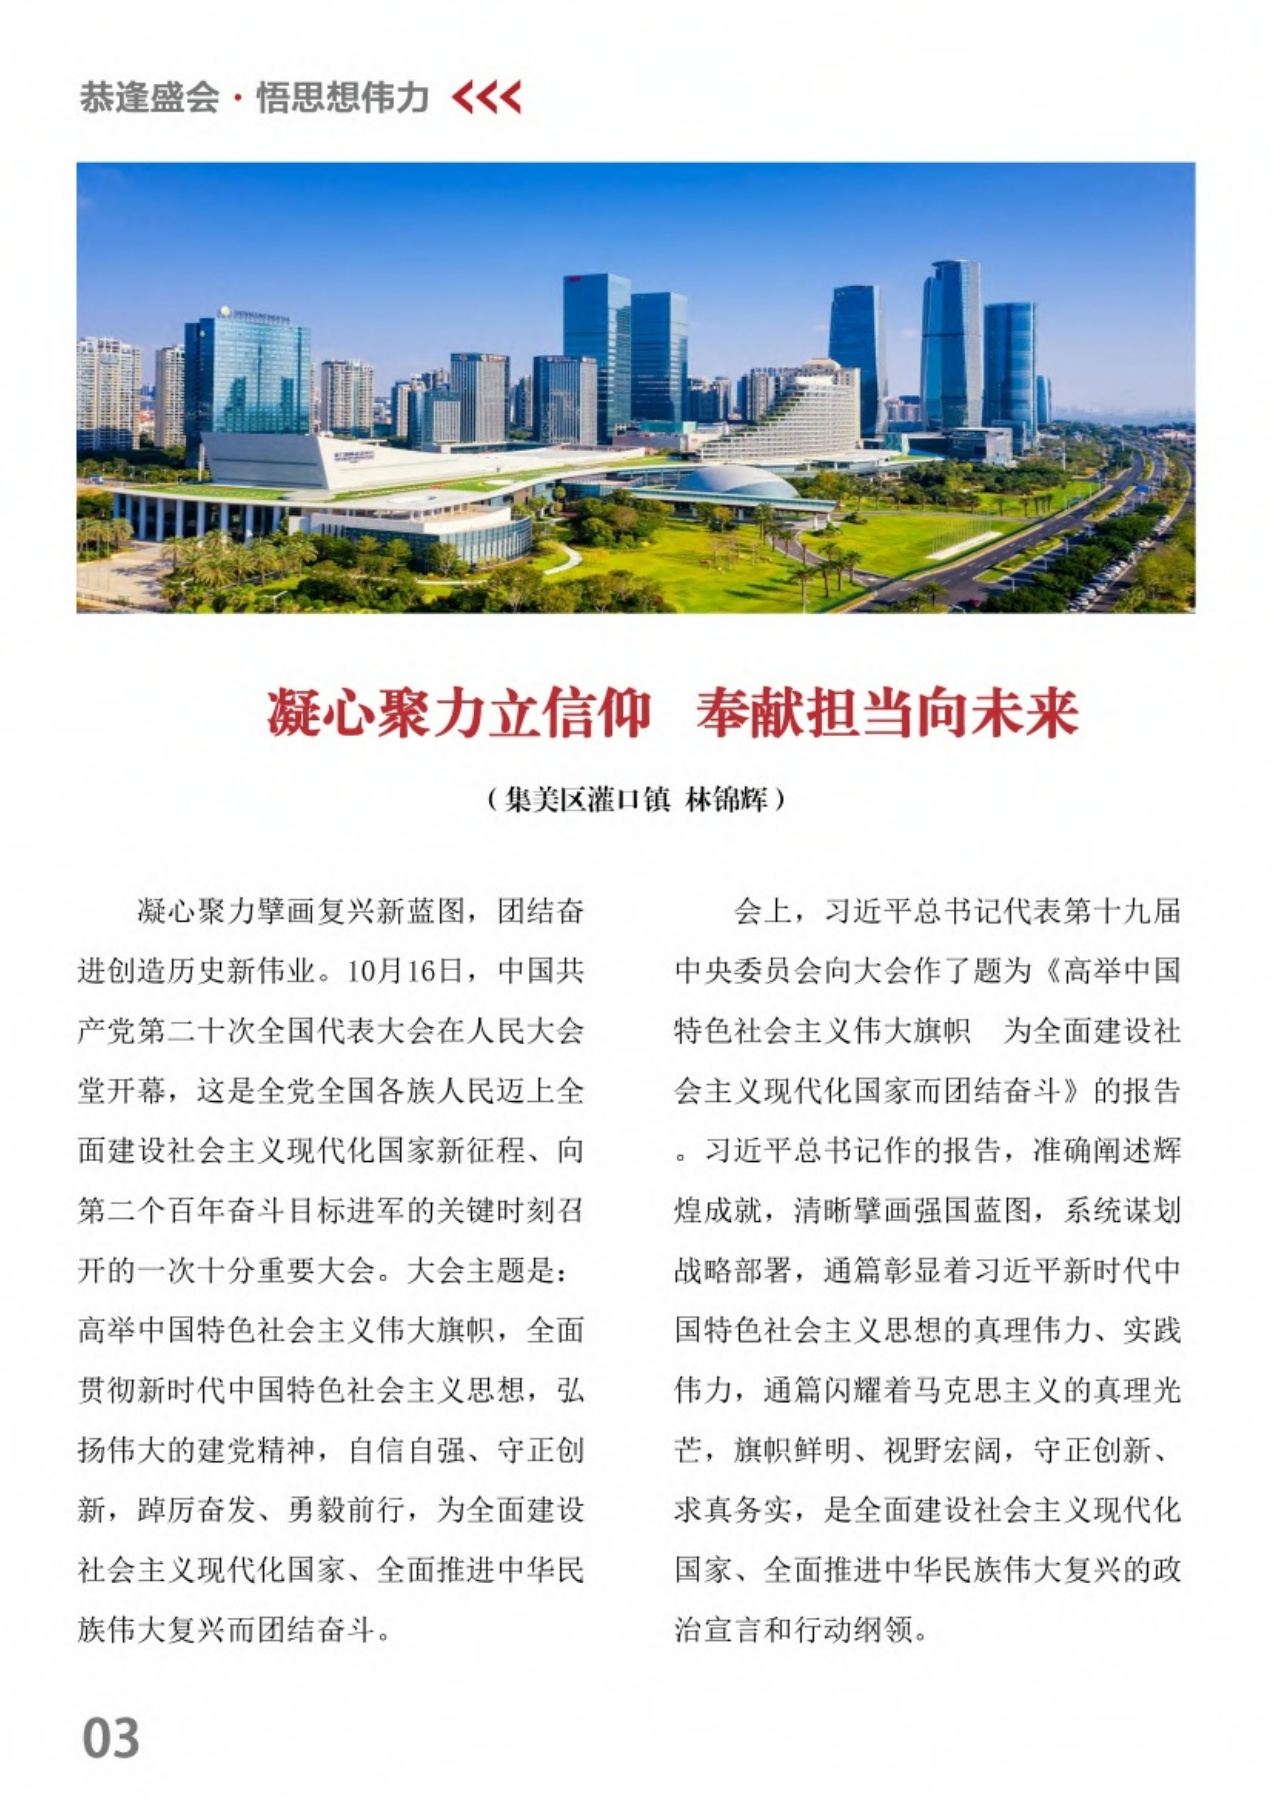 恭逢盛会·悟思想伟力
凝心聚力立信仰 奉献担当向未来
（集美区灌口镇 林锦辉）
凝心聚力擘画复兴新蓝图，团结奋
进创造历史新伟业。10月16日，中国共
产党第二十次全国代表大会在人民大会
堂开幕，这是全党全国各族人民迈上全
面建设社会主义现代化国家新征程、向
第二个百年奋斗目标进军的关键时刻召
开的一次十分重要大会。大会主题是：
高举中国特色社会主义伟大旗帜，全面
贯彻新时代中国特色社会主义思想，弘
扬伟大的建党精神，自信自强、守正创
新，踔厉奋发、勇毅前行，为全面建设
社会主义现代化国家、全面推进中华民
族伟大复兴而团结奋斗。
会上，习近平总书记代表第十九届
中央委员会向大会作了题为《高举中国
特色社会主义伟大旗帜　为全面建设社
会主义现代化国家而团结奋斗》的报告
。习近平总书记作的报告，准确阐述辉
煌成就，清晰擘画强国蓝图，系统谋划
战略部署，通篇彰显着习近平新时代中
国特色社会主义思想的真理伟力、实践
伟力，通篇闪耀着马克思主义的真理光
芒，旗帜鲜明、视野宏阔，守正创新、
求真务实，是全面建设社会主义现代化
国家、全面推进中华民族伟大复兴的政
治宣言和行动纲领。
03